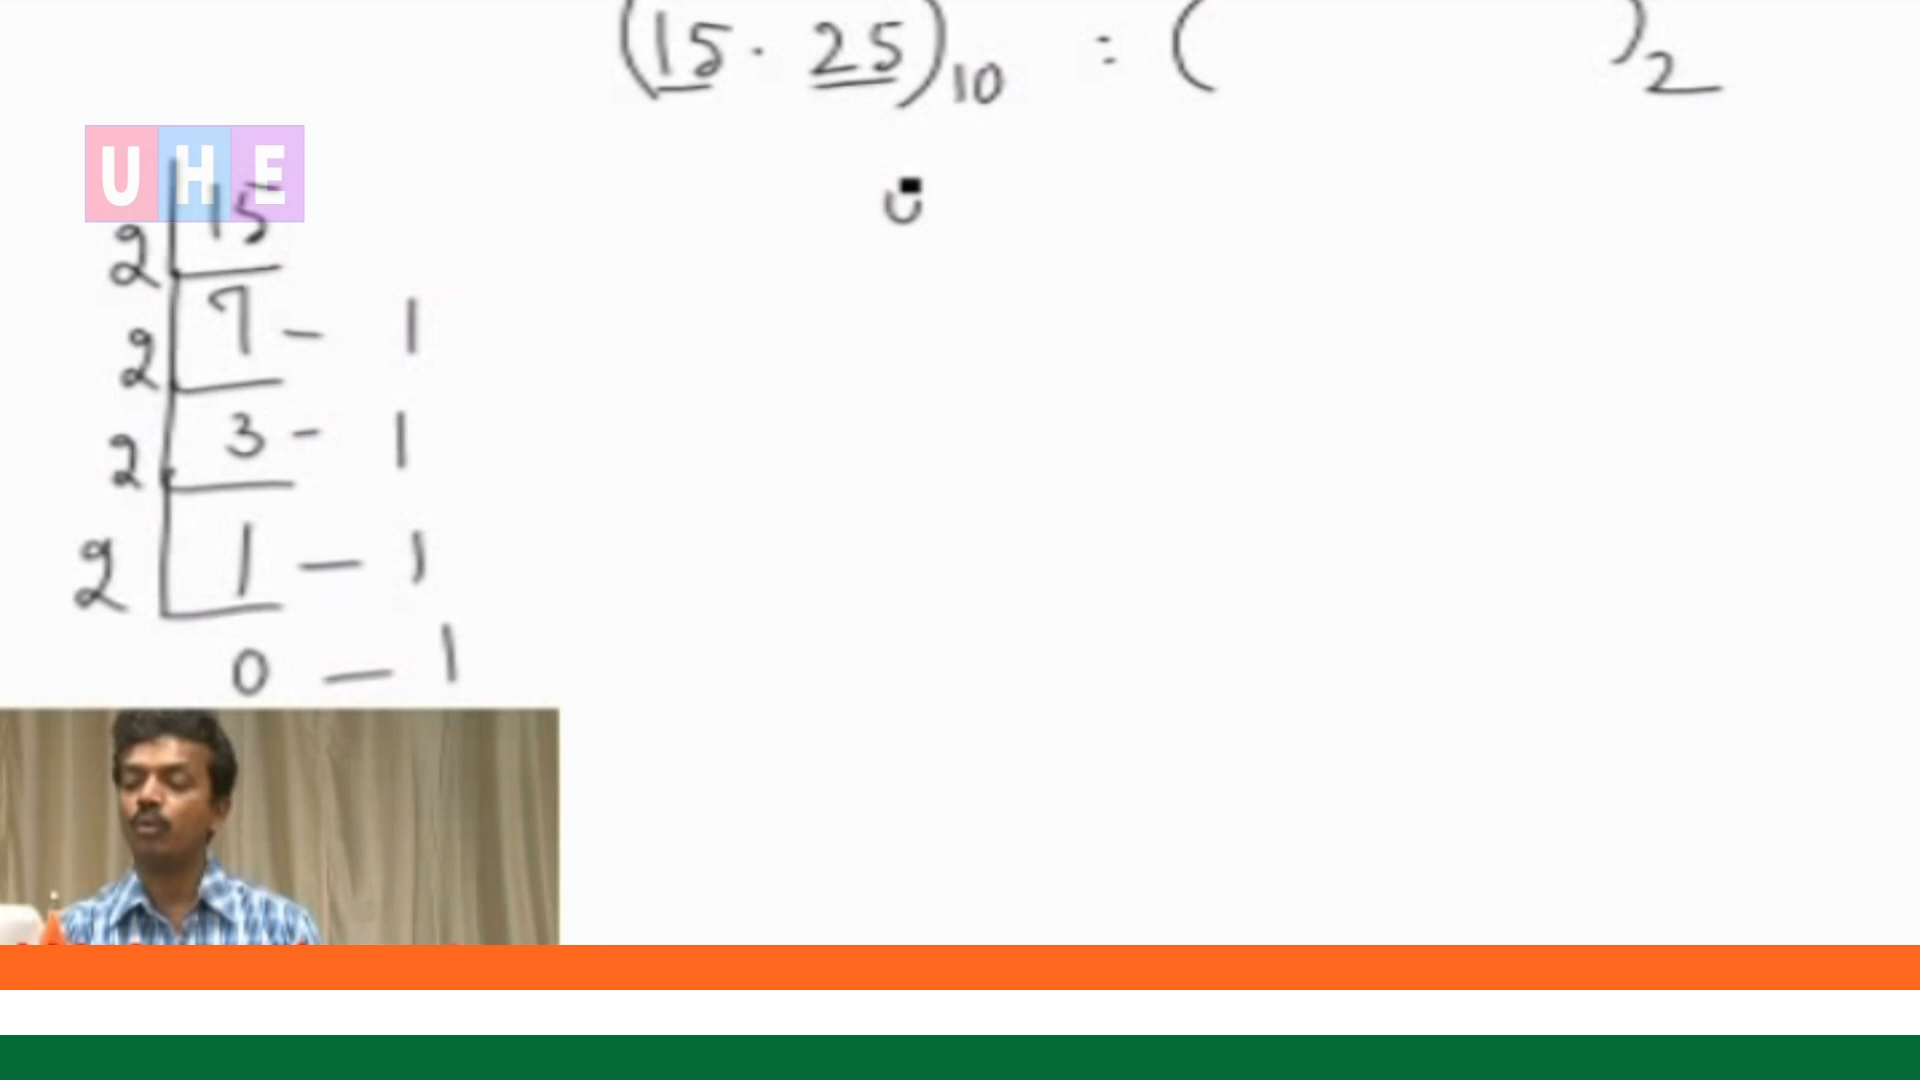 (15.25)10 = ( )2
UHE
2 | 15
2 | 7 - 1
2 | 3 - 1
2 | 1 - 1
0 - 1